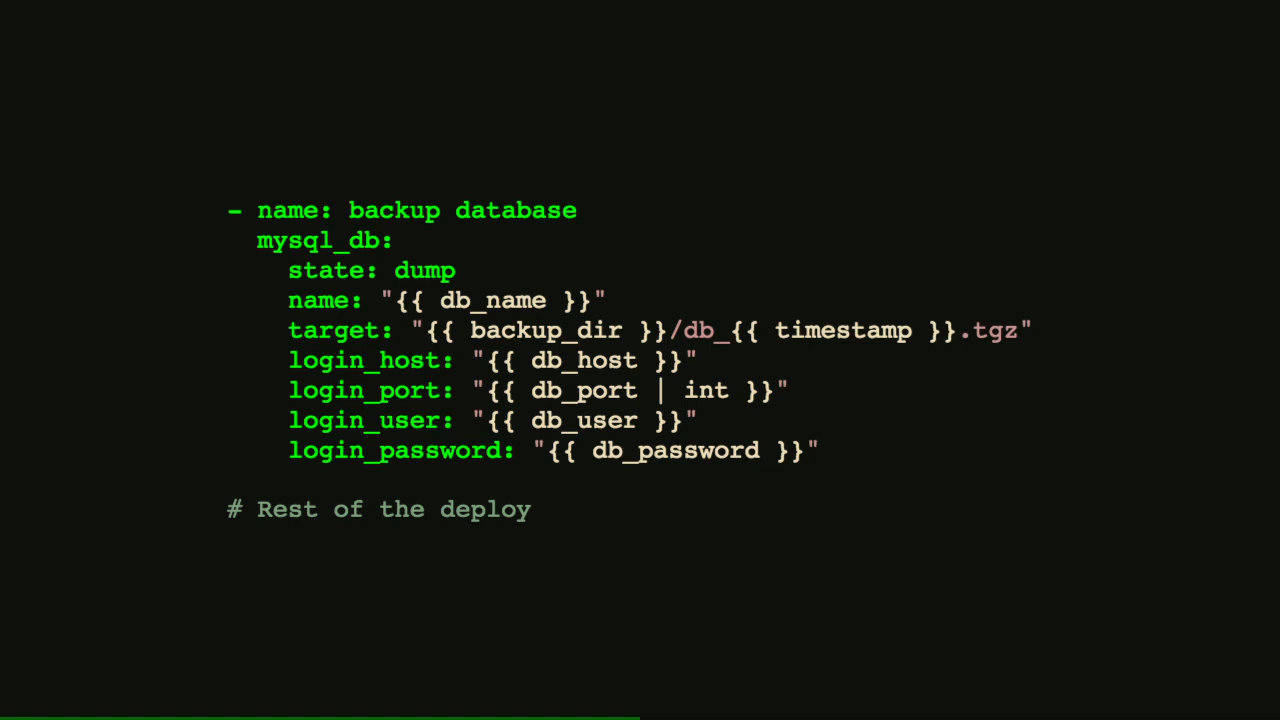 - name: backup database
  mysql_db:
    state: dump
    name: "{{ db_name }}"
    target: "{{ backup_dir }}/db_{{ timestamp }}.tgz"
    login_host: "{{ db_host }}"
    login_port: "{{ db_port | int }}"
    login_user: "{{ db_user }}"
    login_password: "{{ db_password }}"
# Rest of the deploy